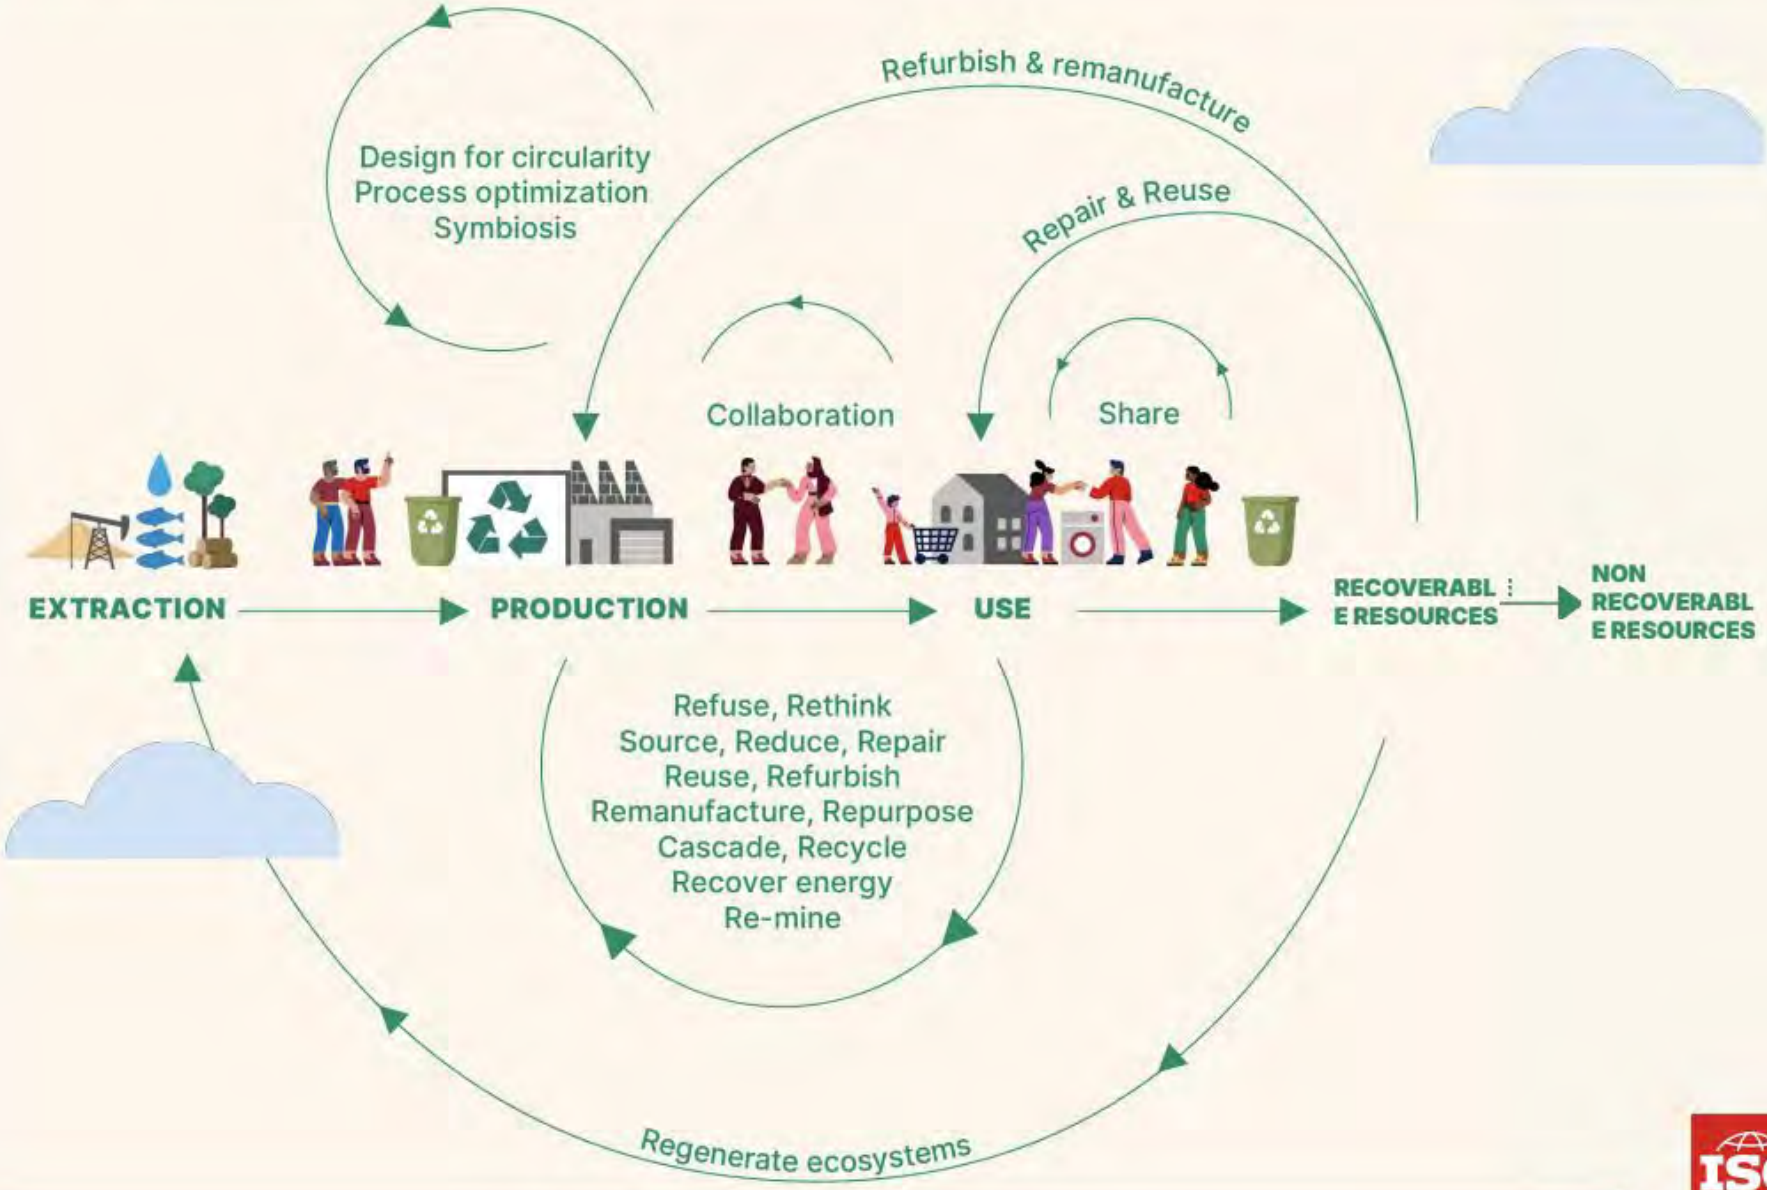 Refurbish & remanufacture
Design for circularity
Process optimization
Symbiosis
Repair & Reuse
Collaboration
Share
EXTRACTION
PRODUCTION
USE
RECOVERABL
E RESOURCES
NON
RECOVERABL
E RESOURCES
Refuse, Rethink
Source, Reduce, Repair
Reuse, Refurbish
Remanufacture, Repurpose
Cascade, Recycle
Recover energy
Re-mine
Regenerate ecosystems
ISO